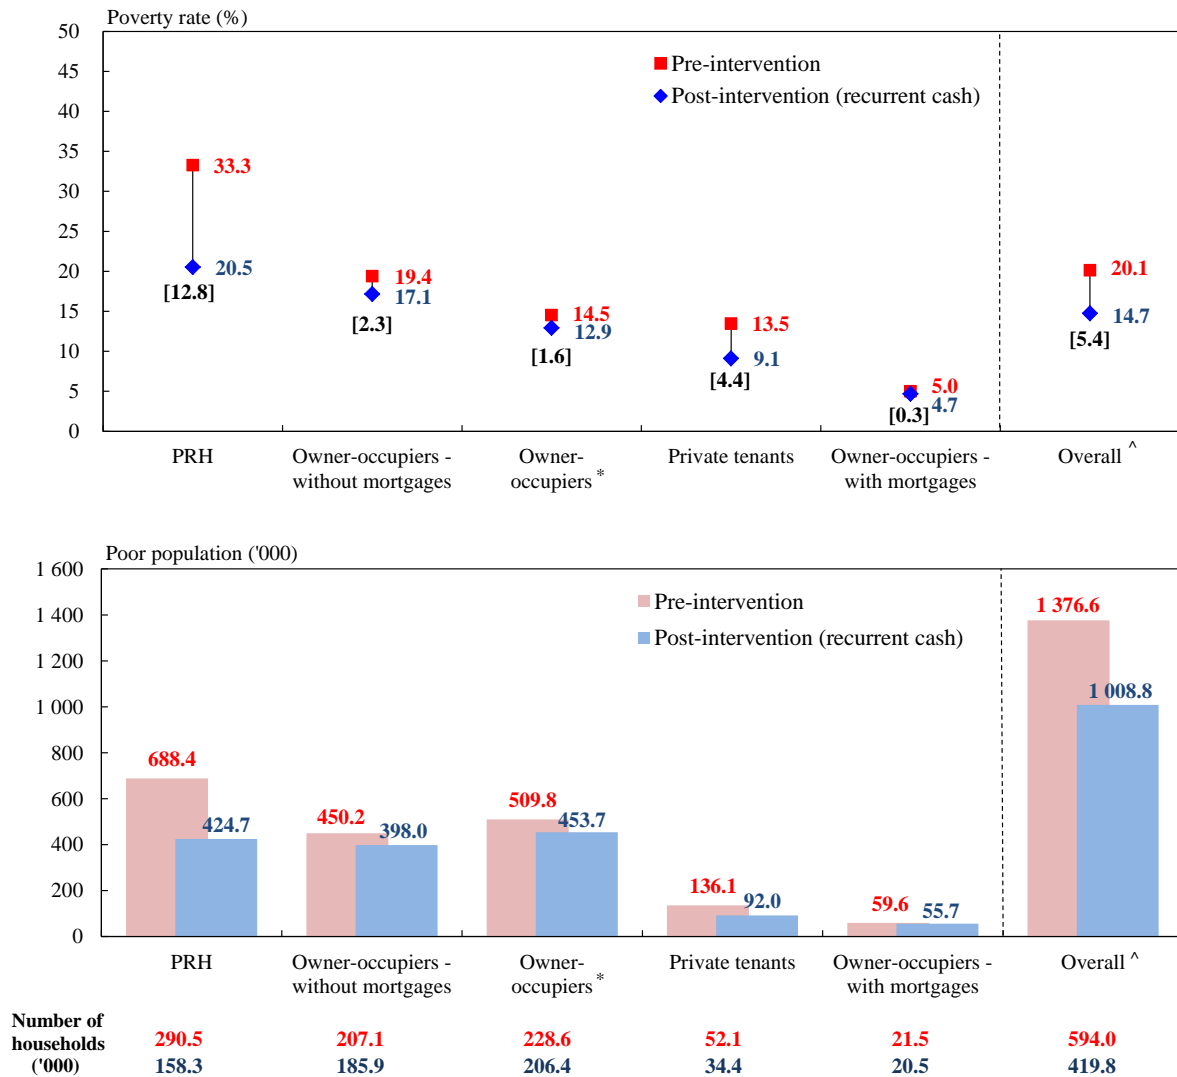 Poverty rate (%)
50
45
40
35
30
25
20
15
10
5
0
Pre-intervention
Post-intervention (recurrent cash)
33.3
20.5
[12.8]
19.4
17.1
[2.3]
14.5
12.9
[1.6]
13.5
9.1
[4.4]
5.0
4.7
[0.3]
20.1
14.7
[5.4]
PRH
Owner-occupiers -
without mortgages
Owner-
occupiers *
Private tenants
Owner-occupiers -
with mortgages
Overall ^
Poor population ('000)
1 600
1 400
1 200
1 000
800
600
400
200
0
Pre-intervention
Post-intervention (recurrent cash)
688.4
424.7
450.2
398.0
509.8
453.7
136.1
92.0
59.6
55.7
1 376.6
1 008.8
PRH
Owner-occupiers -
without mortgages
Owner-
occupiers *
Private tenants
Owner-occupiers -
with mortgages
Overall ^
Number of
households
('000)
290.5 207.1 228.6 52.1 21.5 594.0
158.3 185.9 206.4 34.4 20.5 419.8